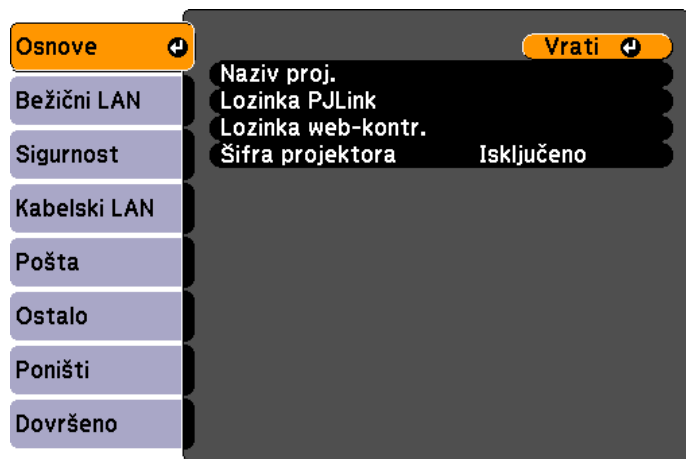 Osnove
Bežični LAN
Sigurnost
Kabelski LAN
Pošta
Ostalo
Poništi
Dovršeno
Vrati
Naziv proj.
Lozinka PJLink
Lozinka web-kontr.
Šifra projektora Isključeno